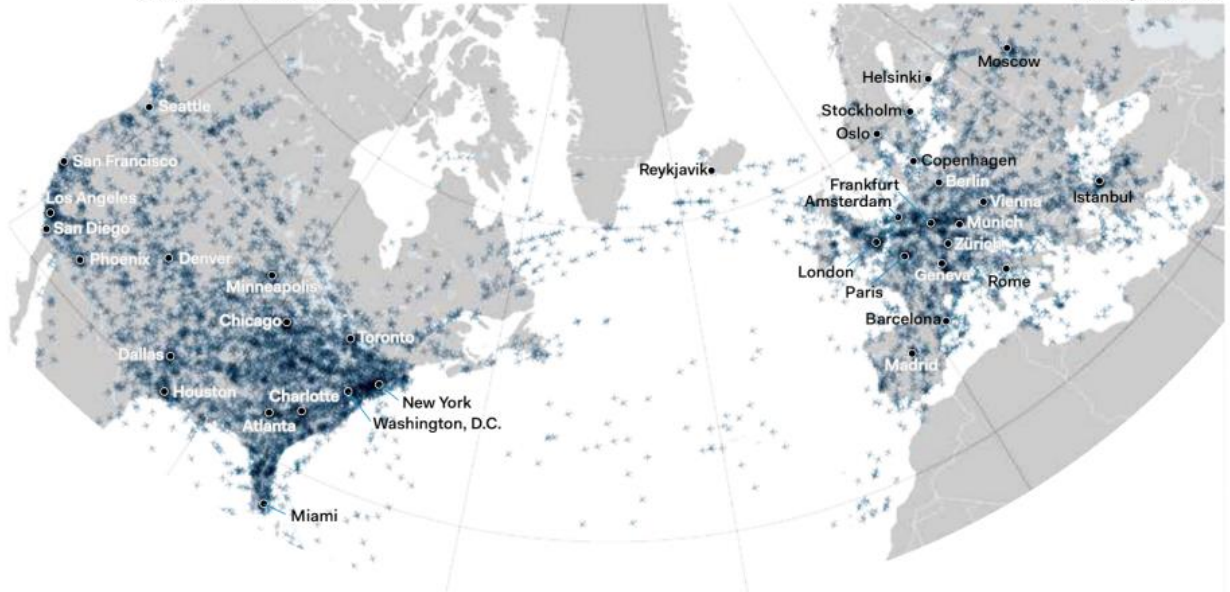 Moscow
Helsinki
Seattle
Stockholm
Oslo
San Francisco
Copenhagen
Reykjavik
Berlin
Frankfurt
Los Angeles
Amsterdam
Vienna
Istanbul
San Diego
Munich
Zürich
Phoenix
Denver
London
Geneva
Minneapolis
Rome
Paris
Chicago
Barcelona
Toronto
Dallas
Madrid
Houston
Charlotte
New York
Atlanta
Washington, D.C.
Miami